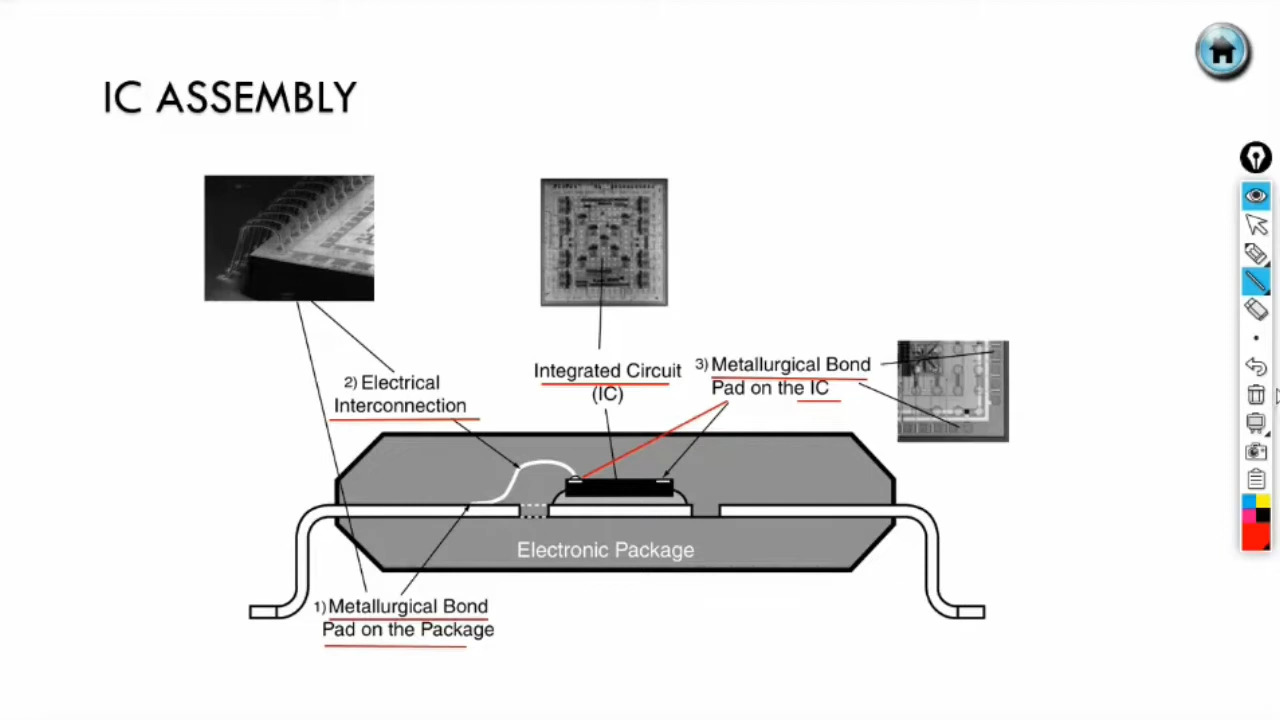 IC ASSEMBLY
2) Electrical
Interconnection
Integrated Circuit
(IC)
3) Metallurgical Bond
Pad on the IC
Electronic Package
1) Metallurgical Bond
Pad on the Package